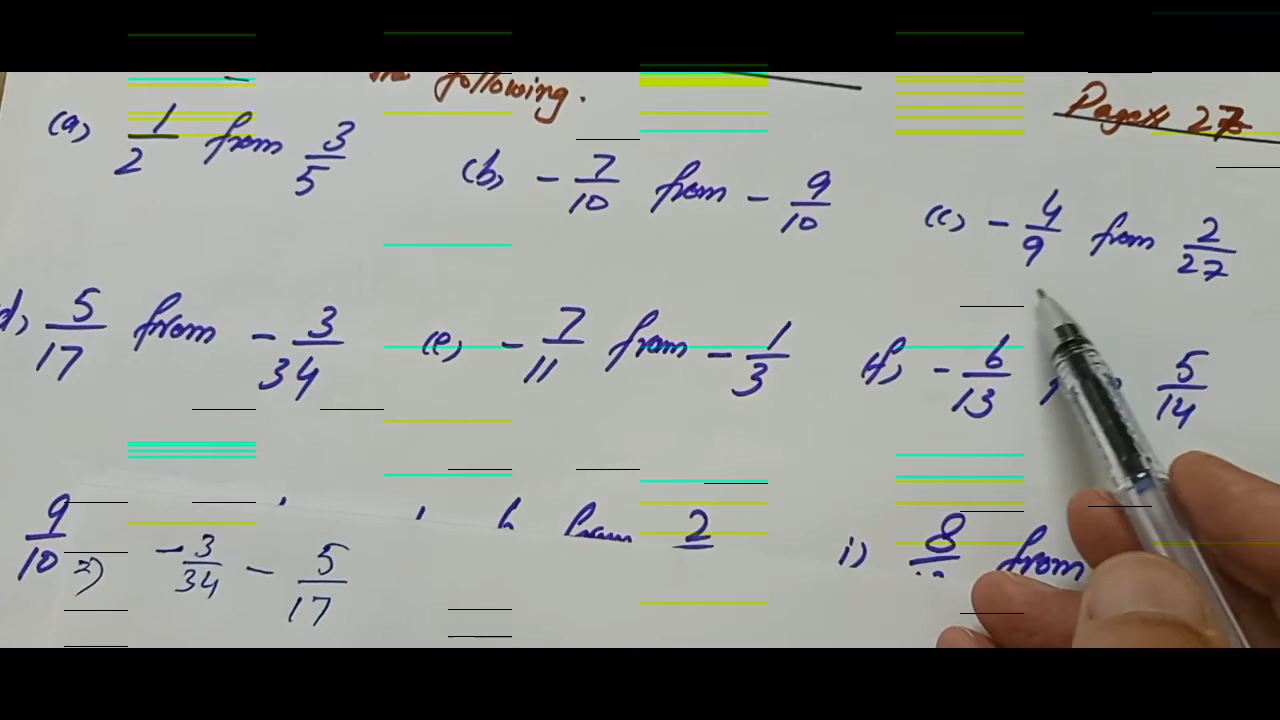 the following.
Page# 27
(a) 1/2 from 3/5 (b) - 7/10 from - 9/10 (c) - 4/9 from 2/27
d) 5/17 from - 3/34 (e) - 7/11 from - 1/3 (f) - 6/13 5/14
9/10 from 2 i) 8 from
=) - 3/34 - 5/17